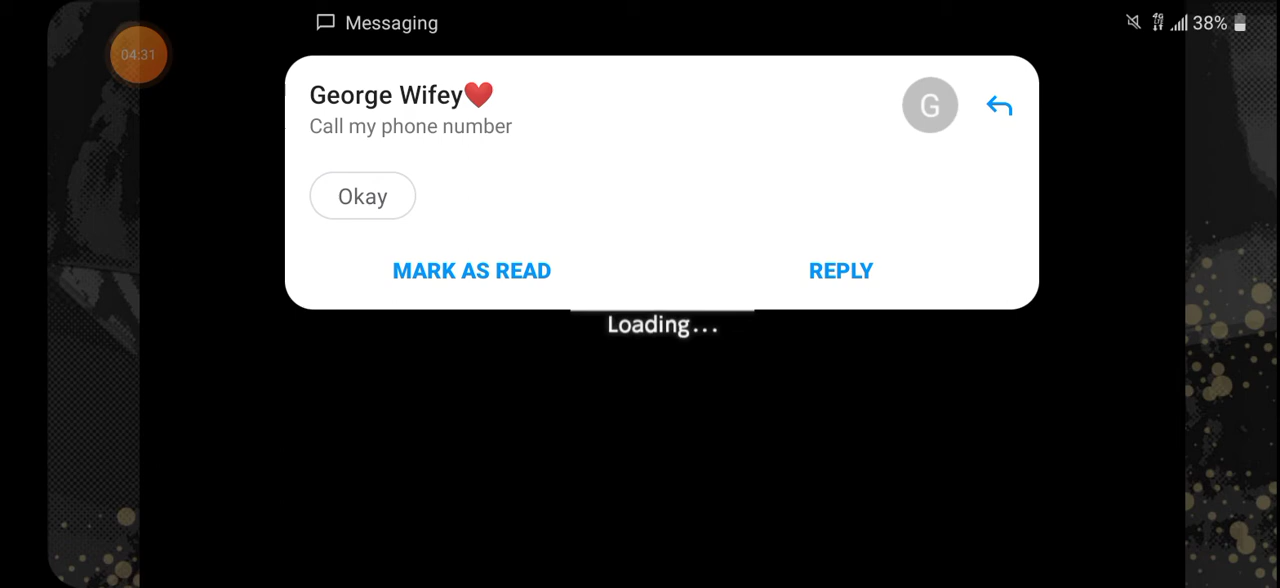 Messaging
38%
04:31
George Wifey❤️
G
Call my phone number
Okay
MARK AS READ
REPLY
Loading...